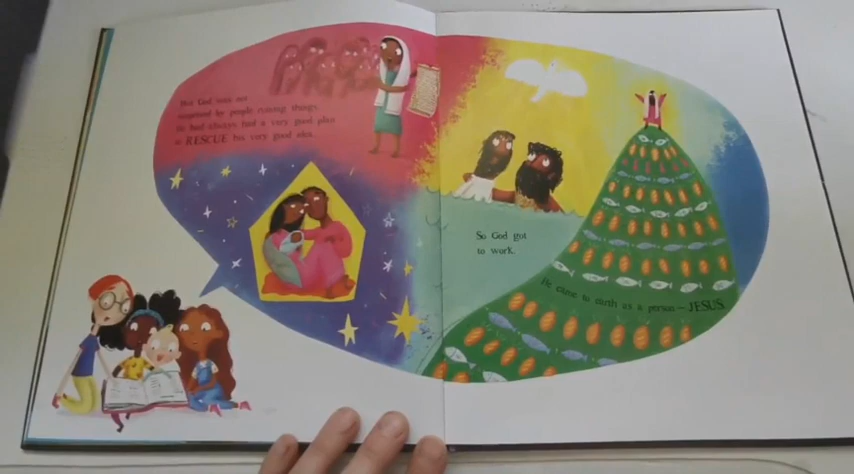 But God was not
surprised by people ruining things.
He had always had a very good plan
to RESCUE his very good idea.
So God got
to work.
He came to earth as a person – JESUS.